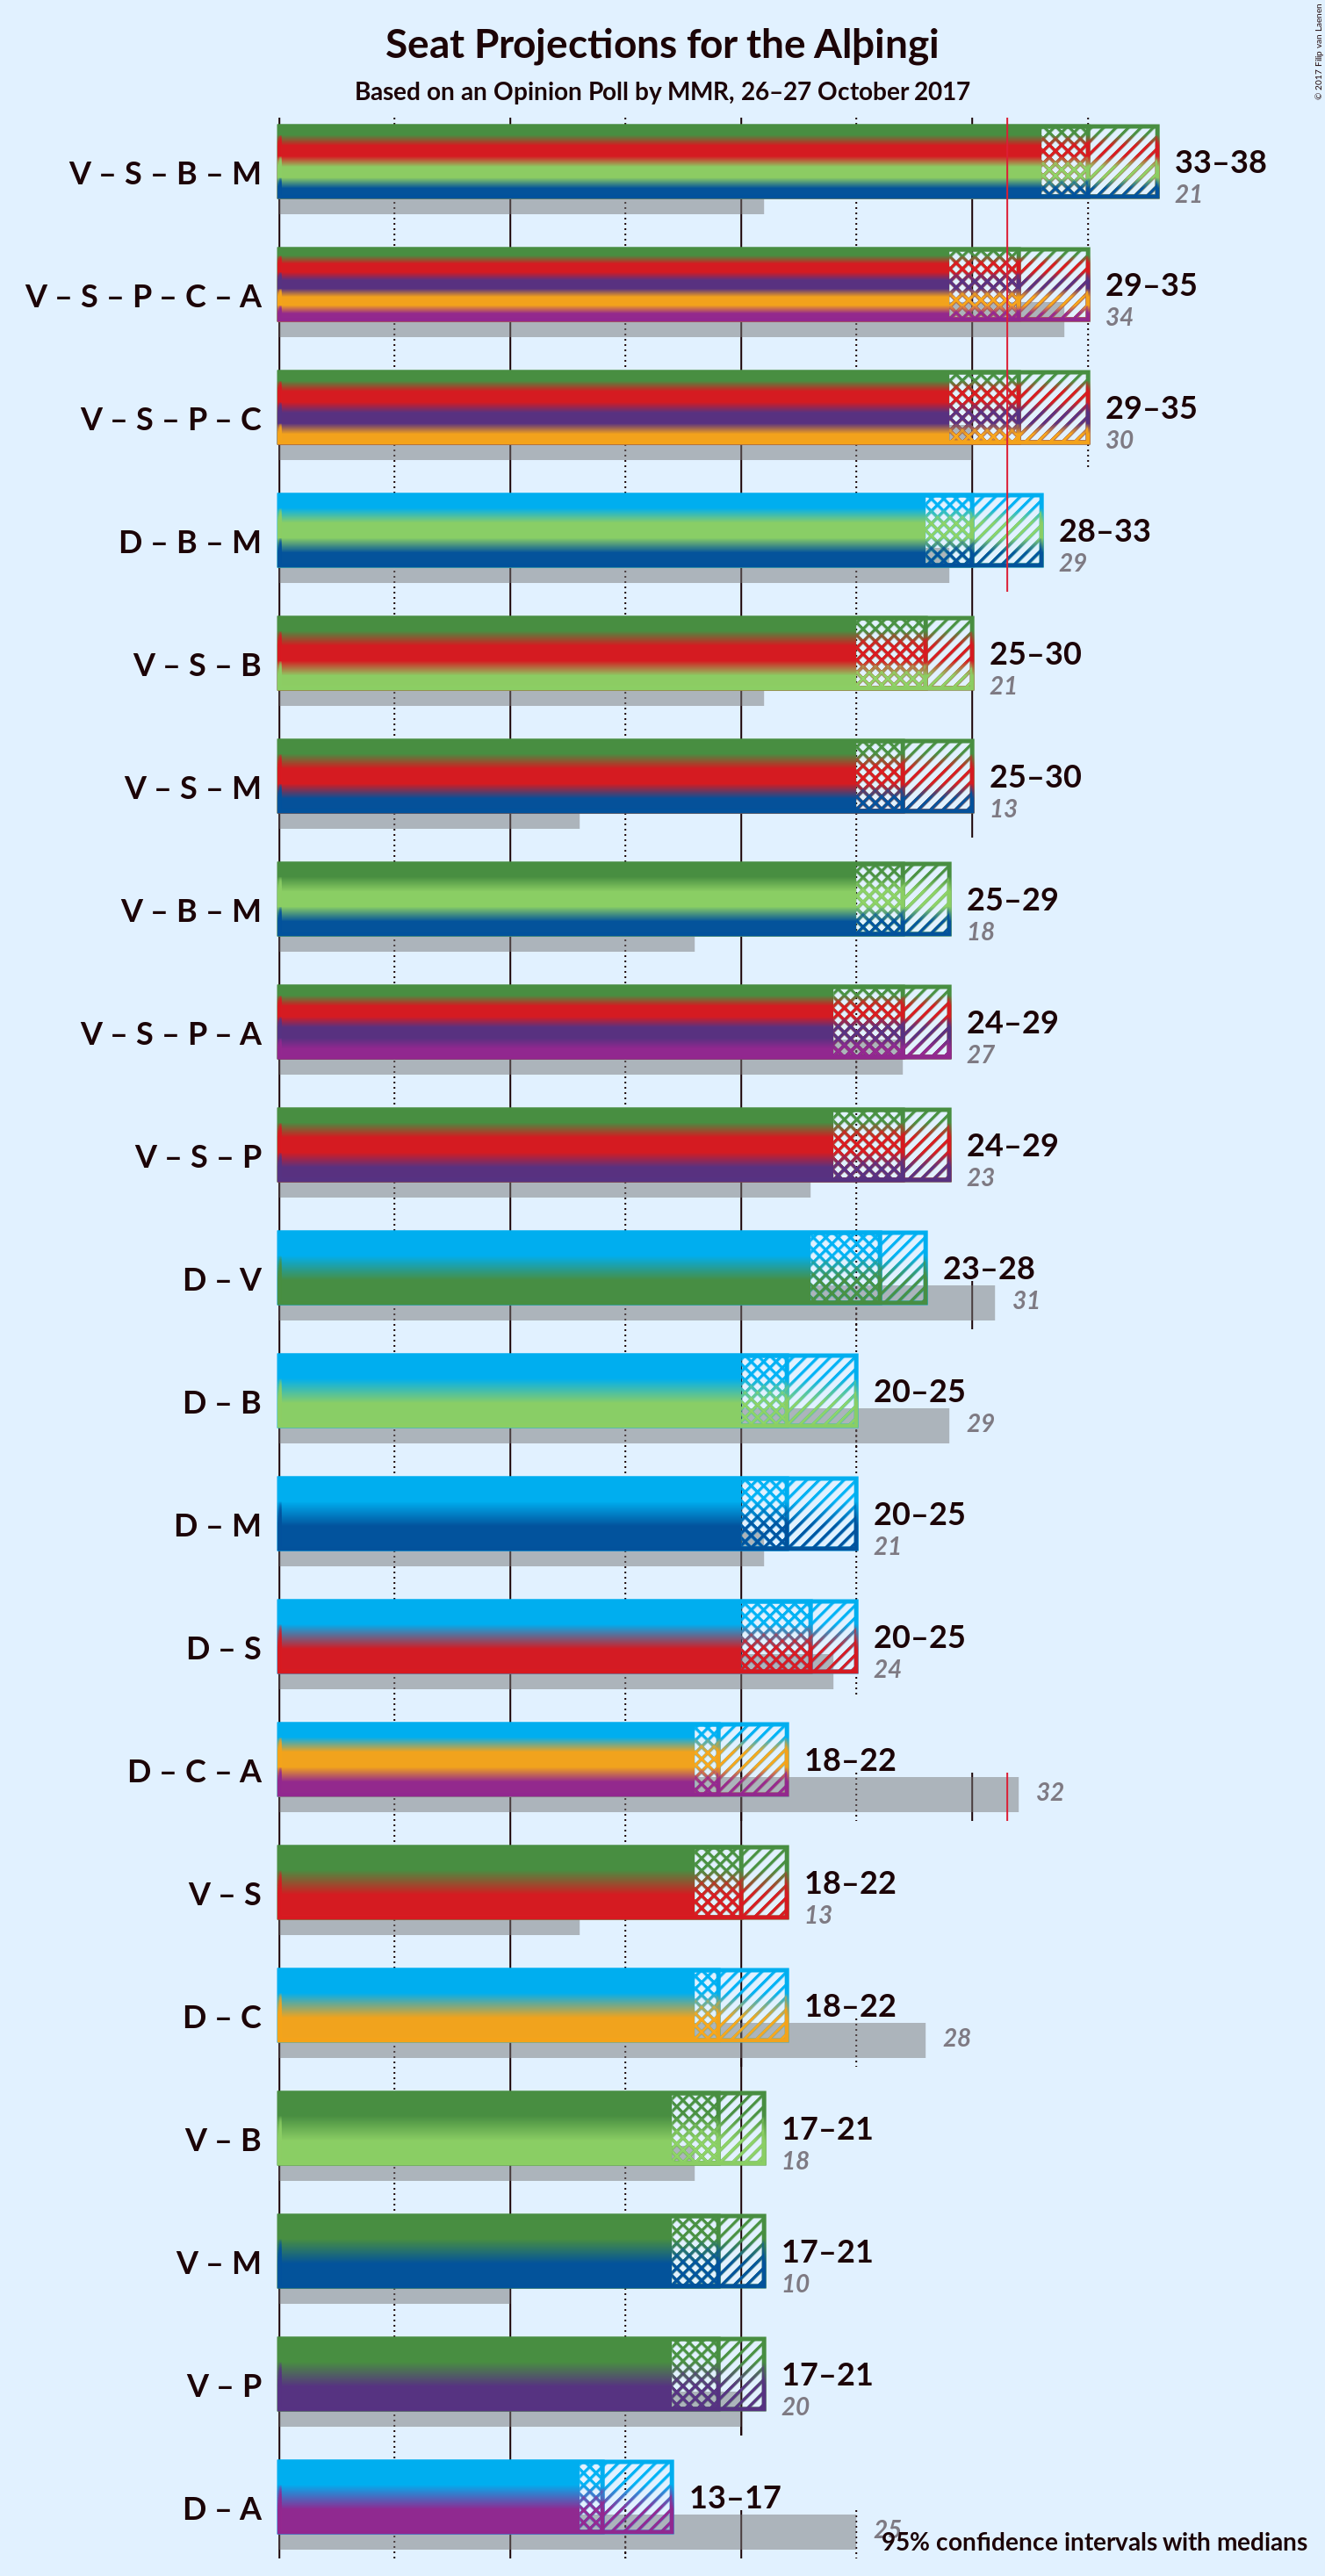 Seat Projections for the Alþingi
Based on an Opinion Poll by MMR, 26–27 October 2017
© 2017 Filip van Laenen
V – S – B – M
33–38
21
V – S – P – C – A
29–35
34
V – S – P – C
29–35
30
D – B – M
28–33
29
V – S – B
25–30
21
V – S – M
25–30
13
V – B – M
25–29
18
V – S – P – A
24–29
27
V – S – P
24–29
23
D – V
23–28
31
D – B
20–25
29
D – M
20–25
21
D – S
20–25
24
D – C – A
18–22
32
V – S
18–22
13
D – C
18–22
28
V – B
17–21
18
V – M
17–21
10
V – P
17–21
20
D – A
13–17
25
95% confidence intervals with medians